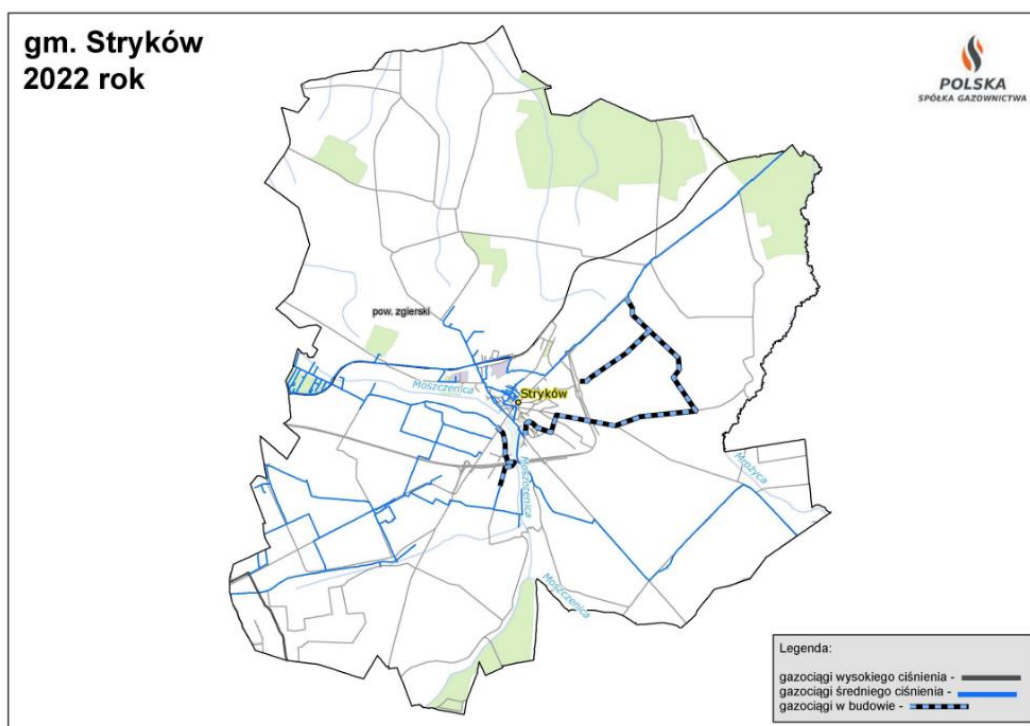 gm. Stryków
2022 rok
POLSKA
SPÓŁKA GAZOWNICTWA
pow. zgierski
Moszczenica
Stryków
Moszczenica
Mrożyca
Moszczenica
Legenda:
gazociągi wysokiego ciśnienia -
gazociągi średniego ciśnienia -
gazociągi w budowie -